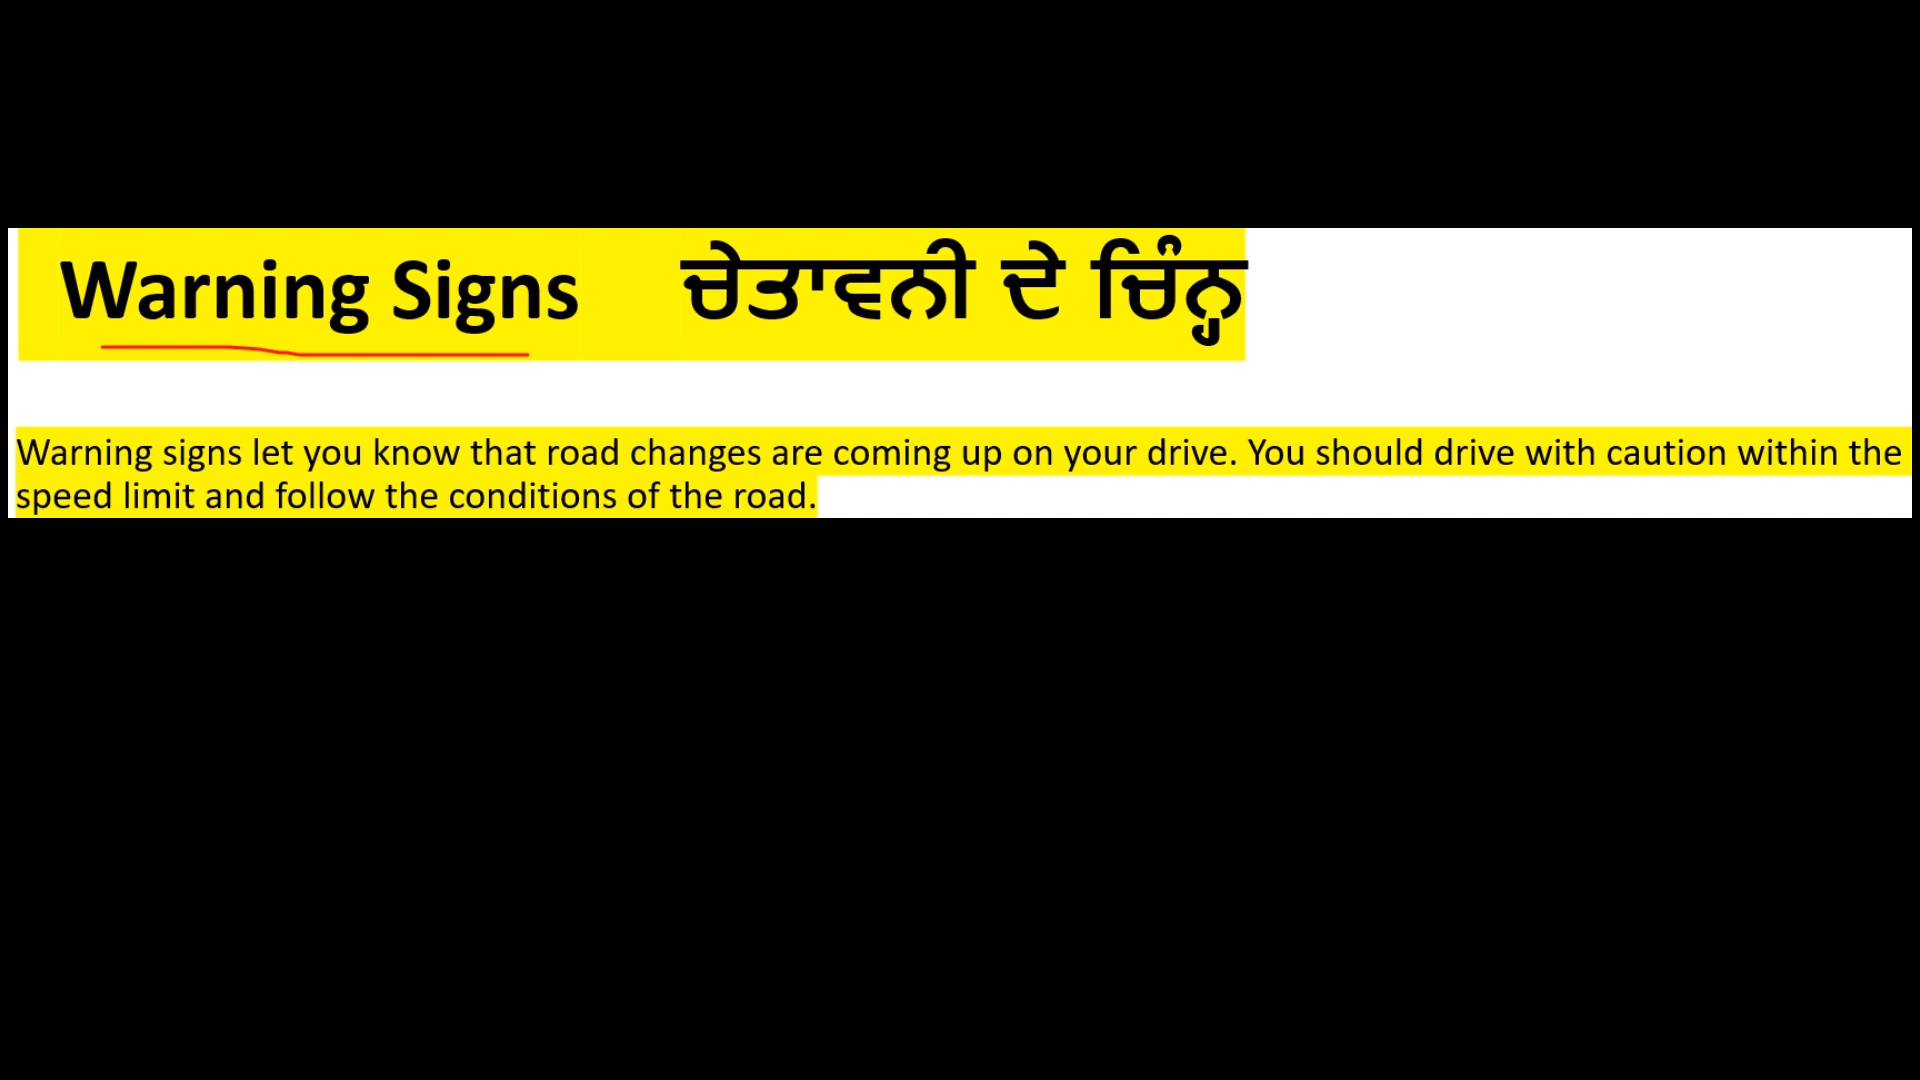 Warning Signs ਚੇਤਾਵਨੀ ਦੇ ਚਿੰਨ੍ਹ
Warning signs let you know that road changes are coming up on your drive. You should drive with caution within the
speed limit and follow the conditions of the road.